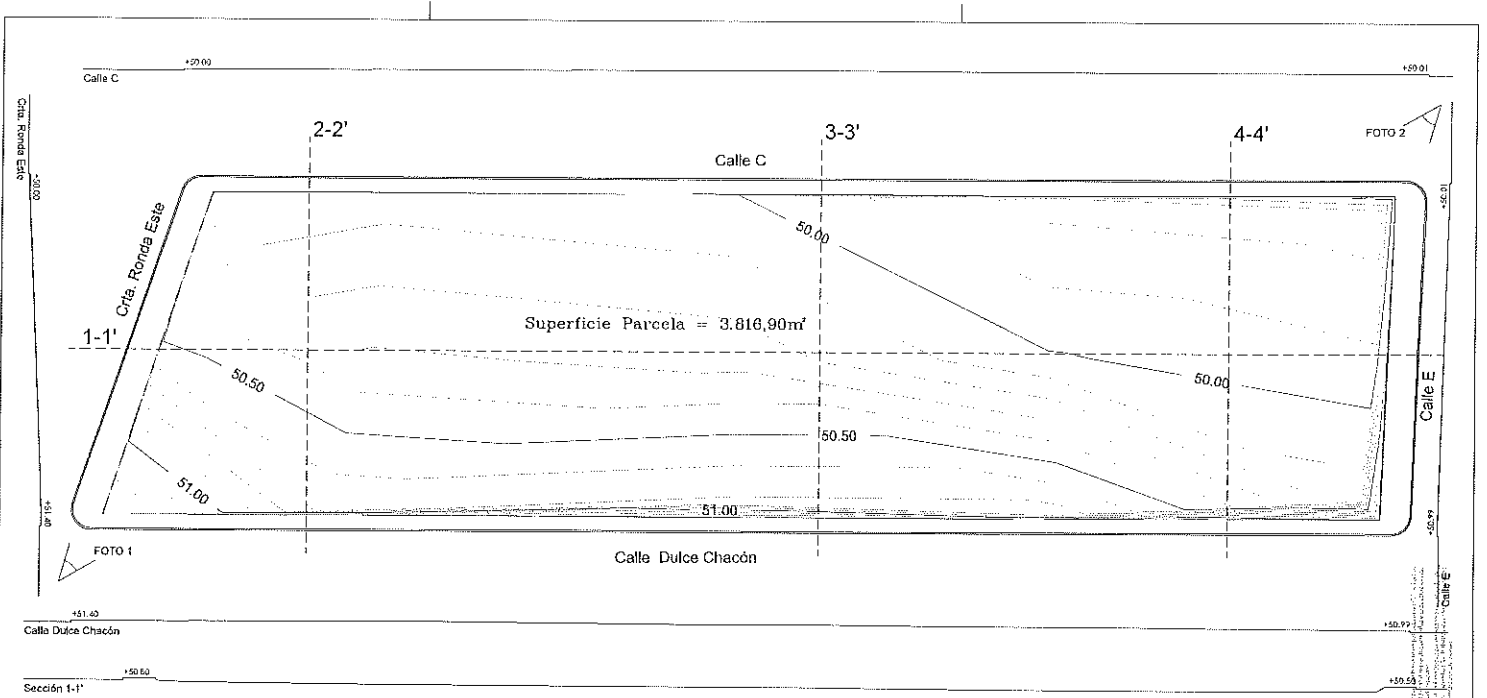 +50.00
+50.01
Calle C
Crta. Ronda Este
+50.00
2-2'
3-3'
4-4'
FOTO 2
Calle C
+50.01
Crta. Ronda Este
50.00
Superficie Parcela = 3.816,90m²
1-1'
50.50
50.00
Calle E
50.50
51.00
51.00
+51.40
+50.99
FOTO 1
Calle Dulce Chacón
Calle E
+51.40
Calle Dulce Chacón
+50.99
+50.80
Sección 1-1'
+50.50